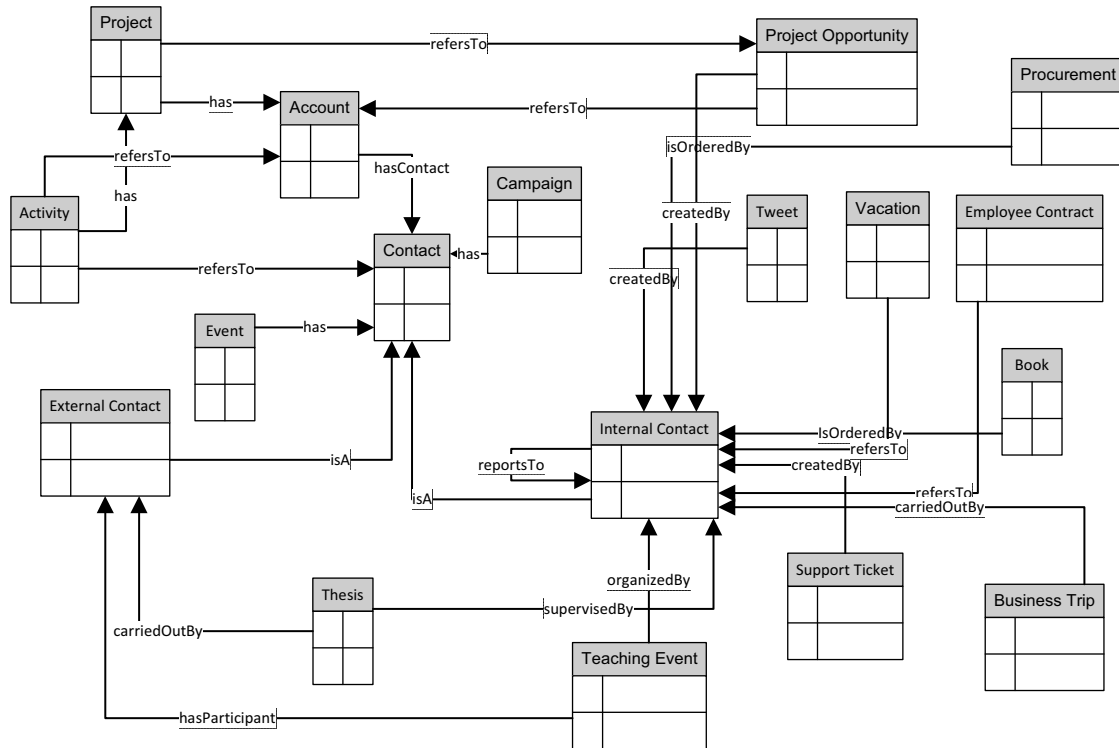 Project
refersTo
Project Opportunity
Procurement
has
Account
refersTo
isOrderedBy
refersTo
hasContact
Campaign
has
Activity
Tweet
Vacation
Employee Contract
createdBy
Contact
has
refersTo
createdBy
Event
has
Book
External Contact
Internal Contact
IsOrderedBy
refersTo
isA
reportsTo
createdBy
isA
refersTo
carriedOutBy
Support Ticket
organizedBy
Thesis
Business Trip
supervisedBy
carriedOutBy
Teaching Event
hasParticipant